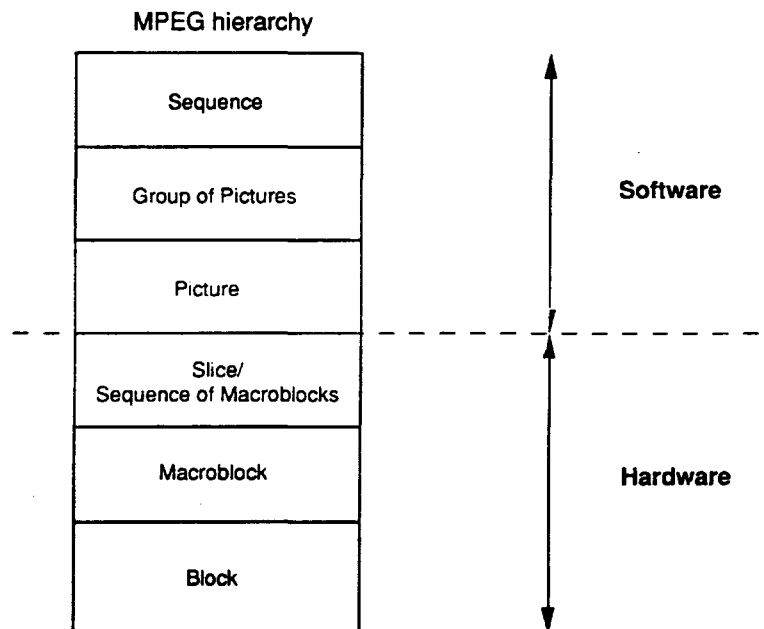 MPEG hierarchy
Sequence
Group of Pictures
Software
Picture
Slice/
Sequence of Macroblocks
Macroblock
Hardware
Block